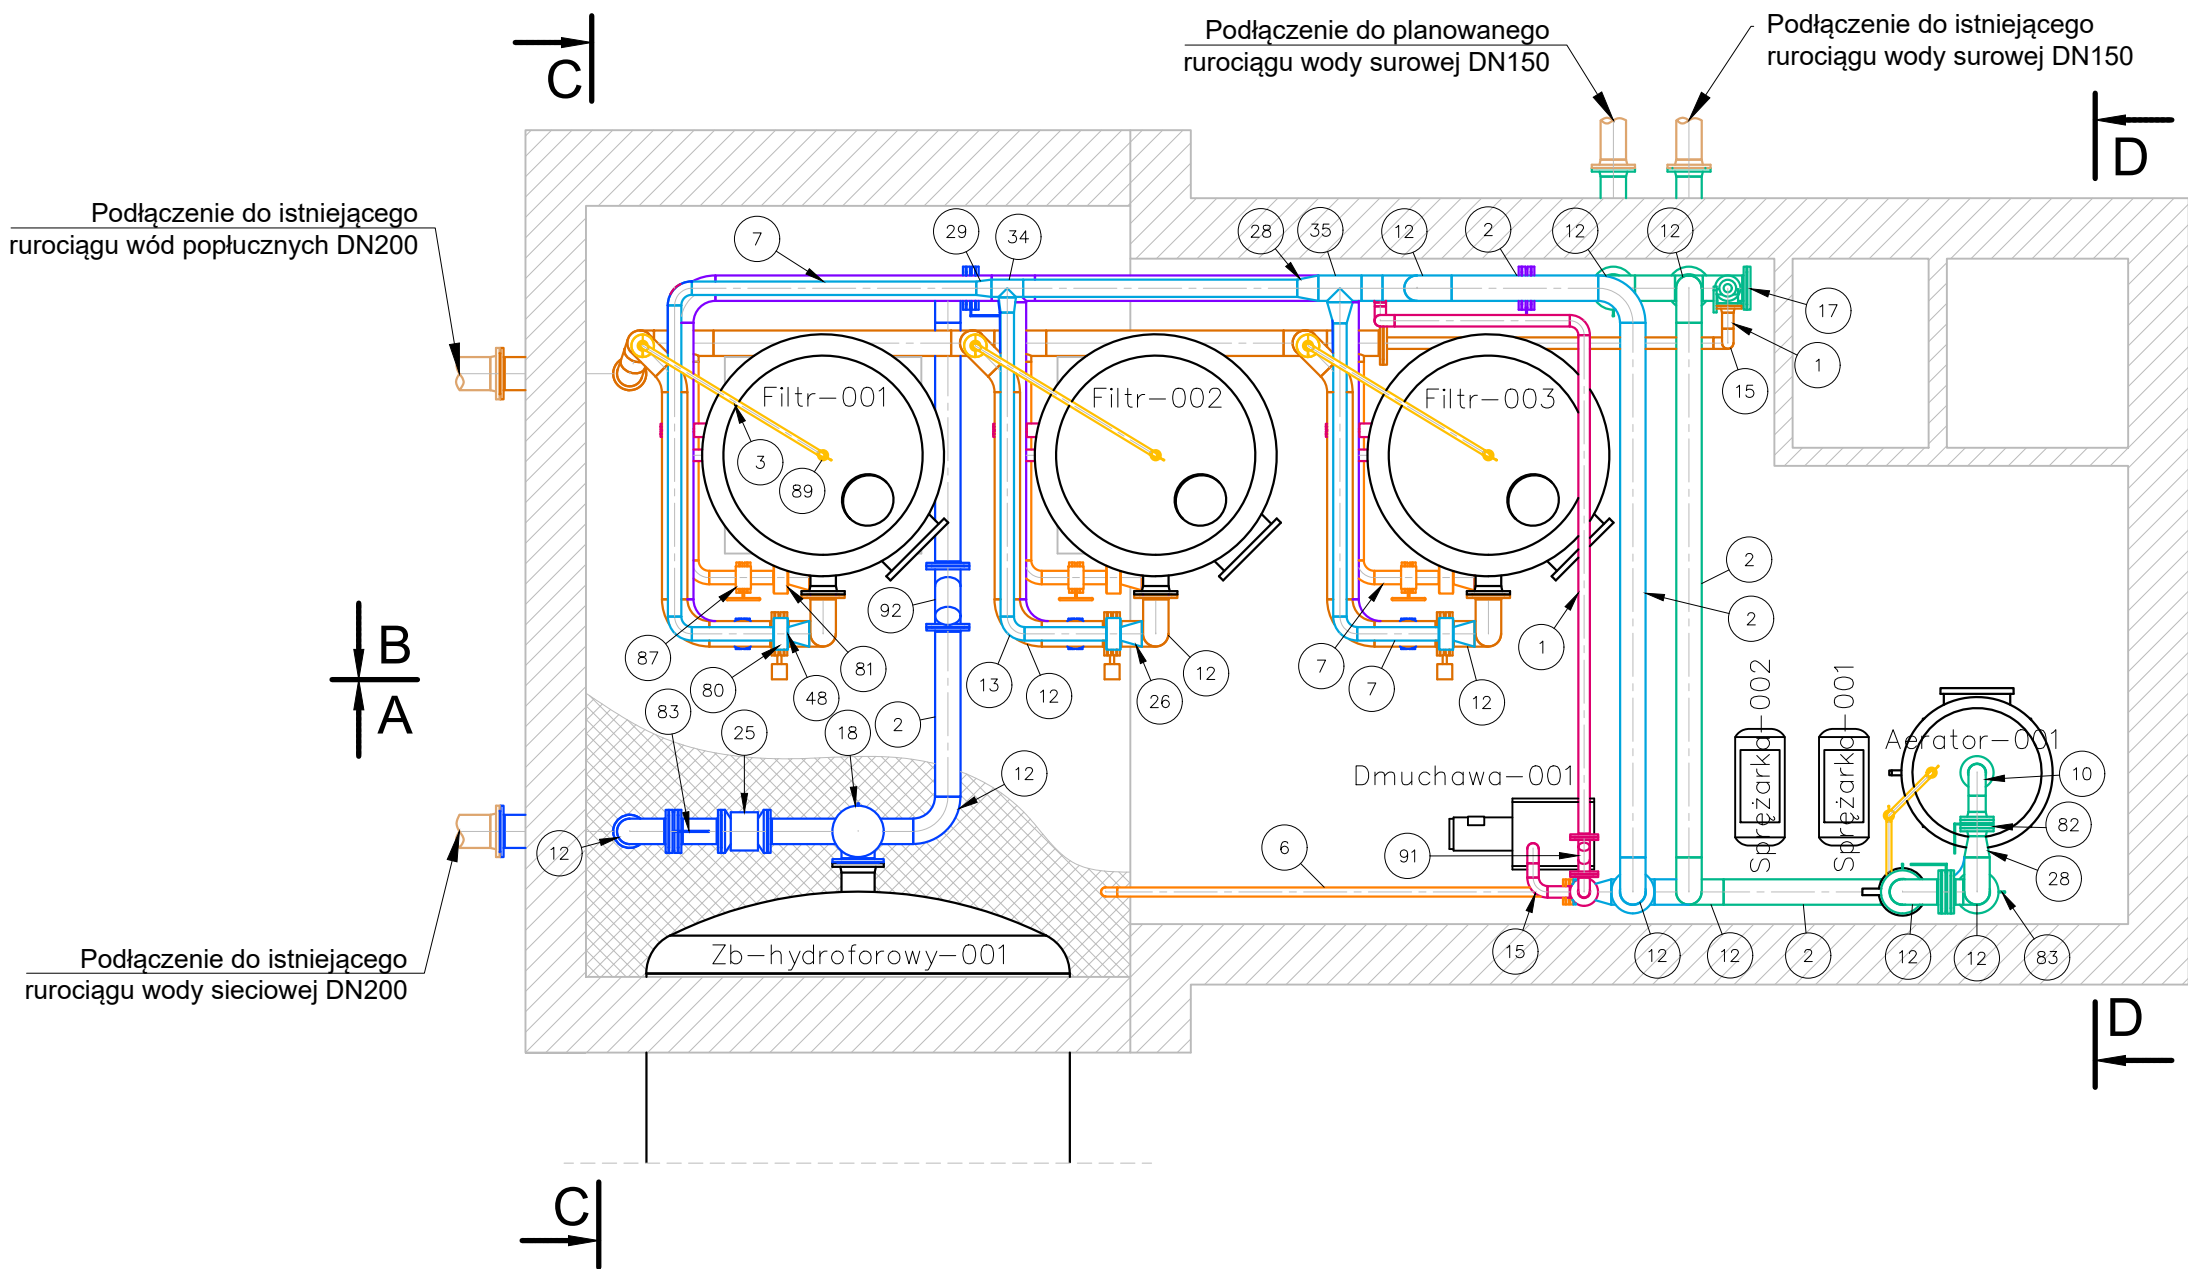 Podłączenie do planowanego
rurociągu wody surowej DN150
Podłączenie do istniejącego
rurociągu wody surowej DN150
C
D
Podłączenie do istniejącego
rurociągu wód popłucznych DN200
7
29
34
28
35
12
2
12
12
17
1
15
Filtr-001
Filtr-002
Filtr-003
3
89
2
2
92
1
87
81
80
48
13
12
26
12
7
7
12
B
A
83
25
18
2
12
Sprężarka-002
Sprężarka-001
Aerator-001
10
Dmuchawa-001
82
12
6
91
28
Zb-hydroforowy-001
15
12
12
2
12
12
83
Podłączenie do istniejącego
rurociągu wody sieciowej DN200
D
C